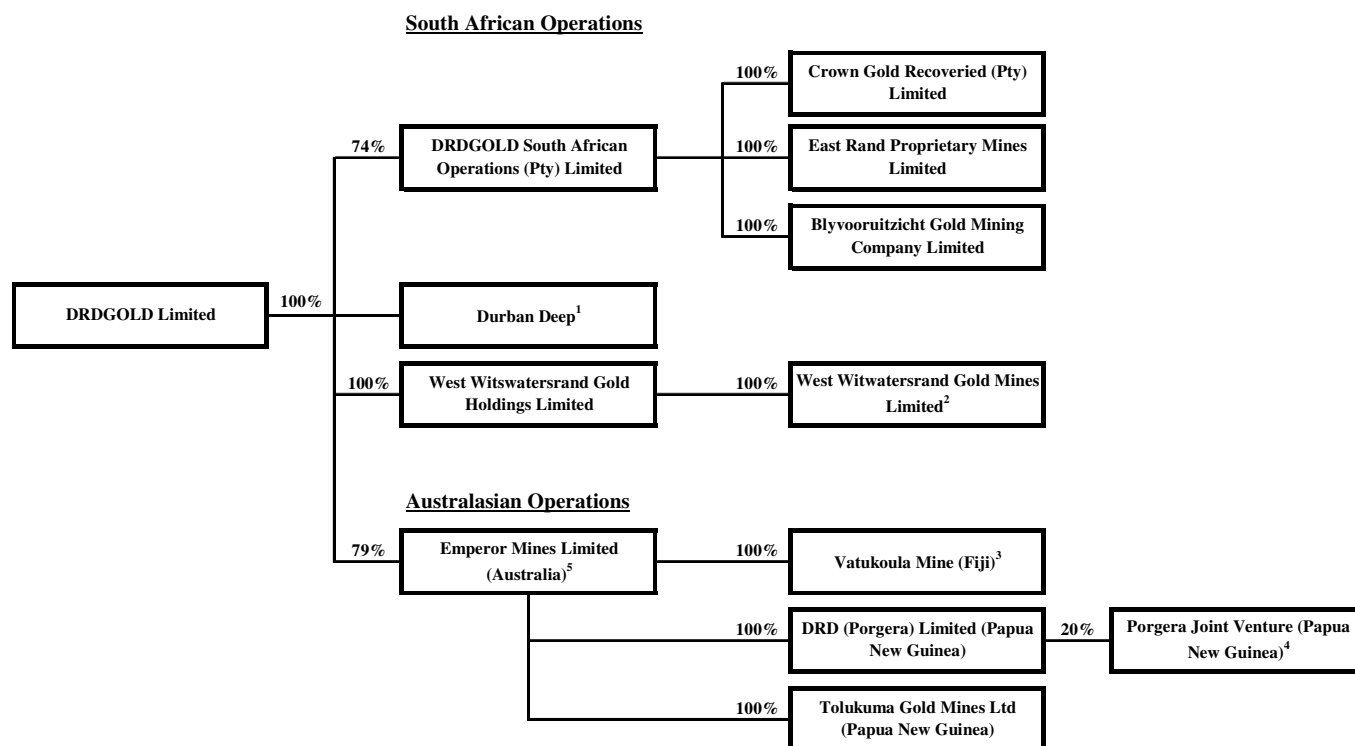 South African Operations
100%
Crown Gold Recoveried (Pty)
Limited
74%
DRDGOLD South African
Operations (Pty) Limited
100%
East Rand Proprietary Mines
Limited
100%
Blyvooruitzicht Gold Mining
Company Limited
DRDGOLD Limited
100%
Durban Deep1
100%
West Witswatersrand Gold
Holdings Limited
100%
West Witwatersrand Gold Mines
Limited2
Australasian Operations
79%
Emperor Mines Limited
(Australia)5
100%
Vatukoula Mine (Fiji)3
100%
DRD (Porgera) Limited (Papua
New Guinea)
20%
Porgera Joint Venture (Papua
New Guinea)4
100%
Tolukuma Gold Mines Ltd
(Papua New Guinea)